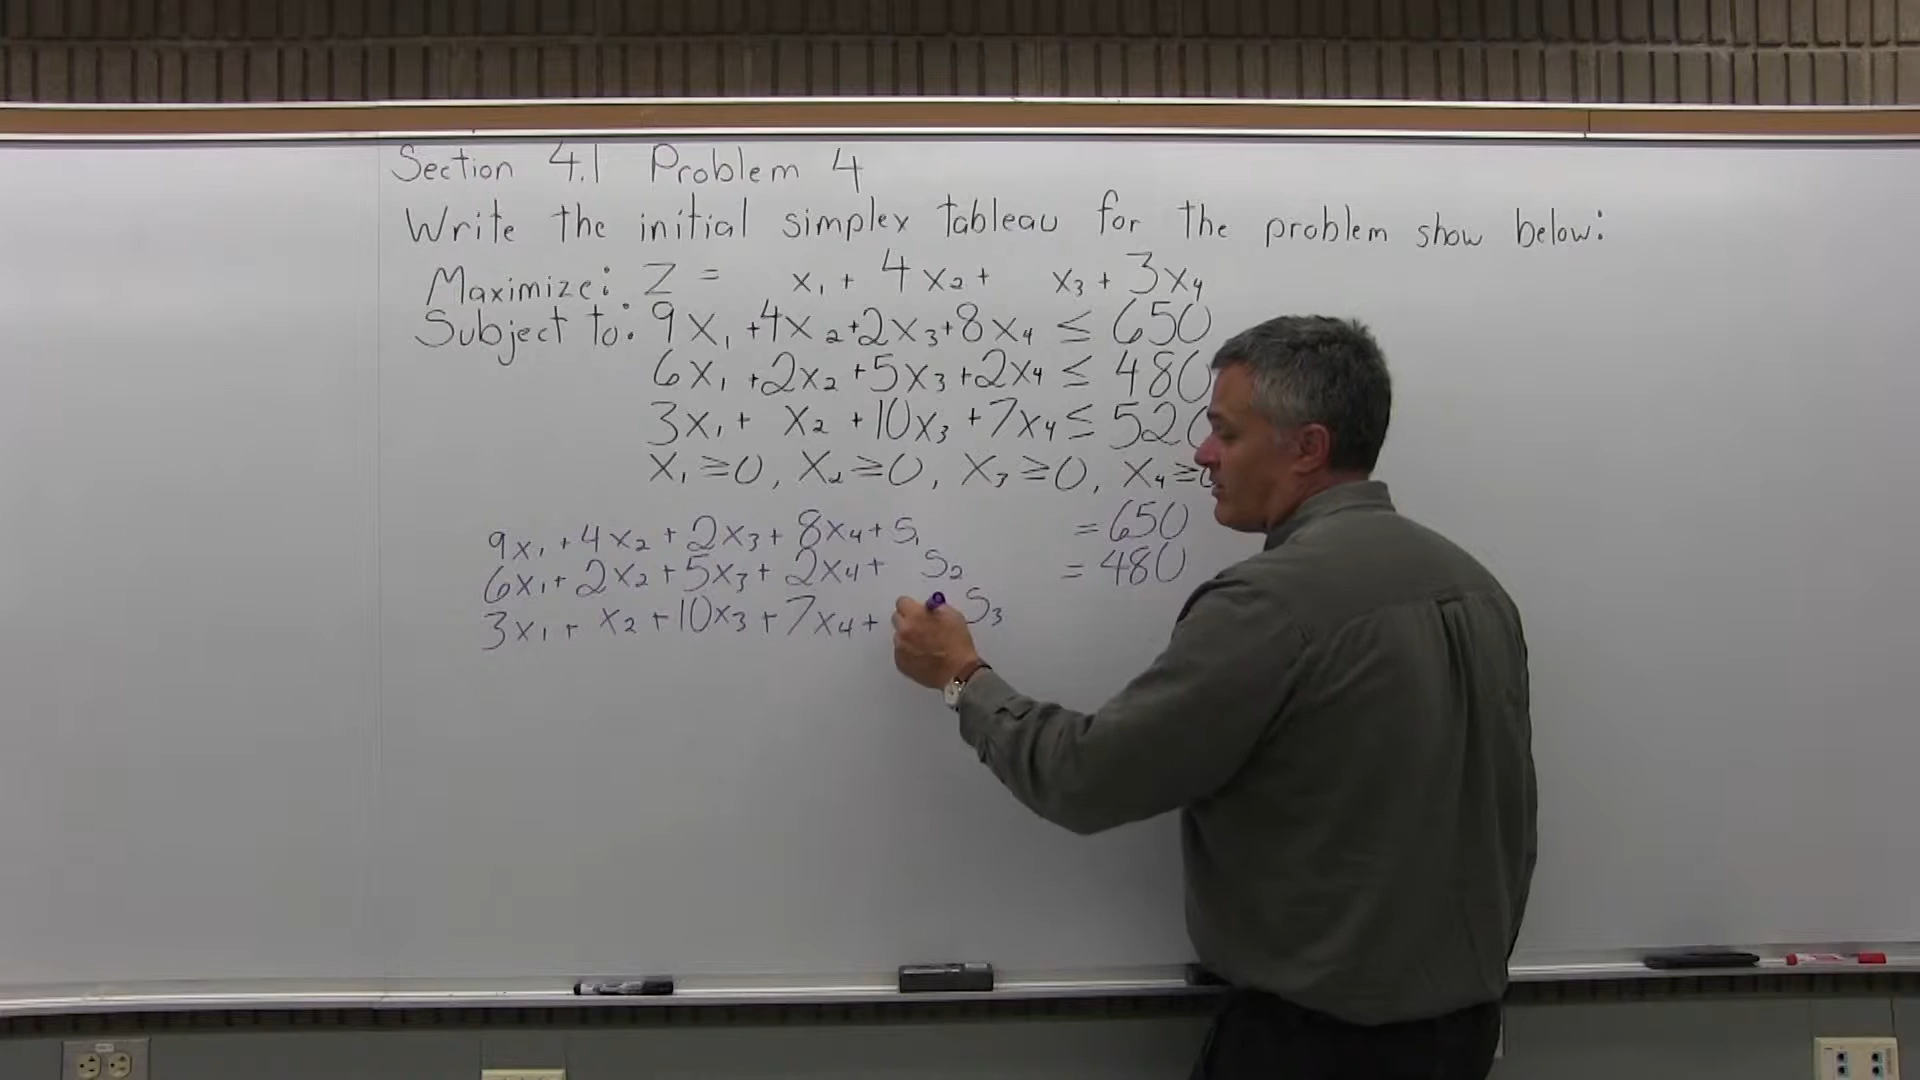 Section 4.1 Problem 4
Write the initial simplex tableau for the problem show below:
Maximize: Z = x₁ + 4x₂ + x₃ + 3x₄
Subject to: 9x₁ + 4x₂ + 2x₃ + 8x₄ ≤ 650
6x₁ + 2x₂ + 5x₃ + 2x₄ ≤ 480
3x₁ + x₂ + 10x₃ + 7x₄ ≤ 520
x₁ ≥ 0, x₂ ≥ 0, x₃ ≥ 0, x₄ ≥ 0
9x₁ + 4x₂ + 2x₃ + 8x₄ + s₁ = 650
6x₁ + 2x₂ + 5x₃ + 2x₄ + s₂ = 480
3x₁ + x₂ + 10x₃ + 7x₄ + s₃